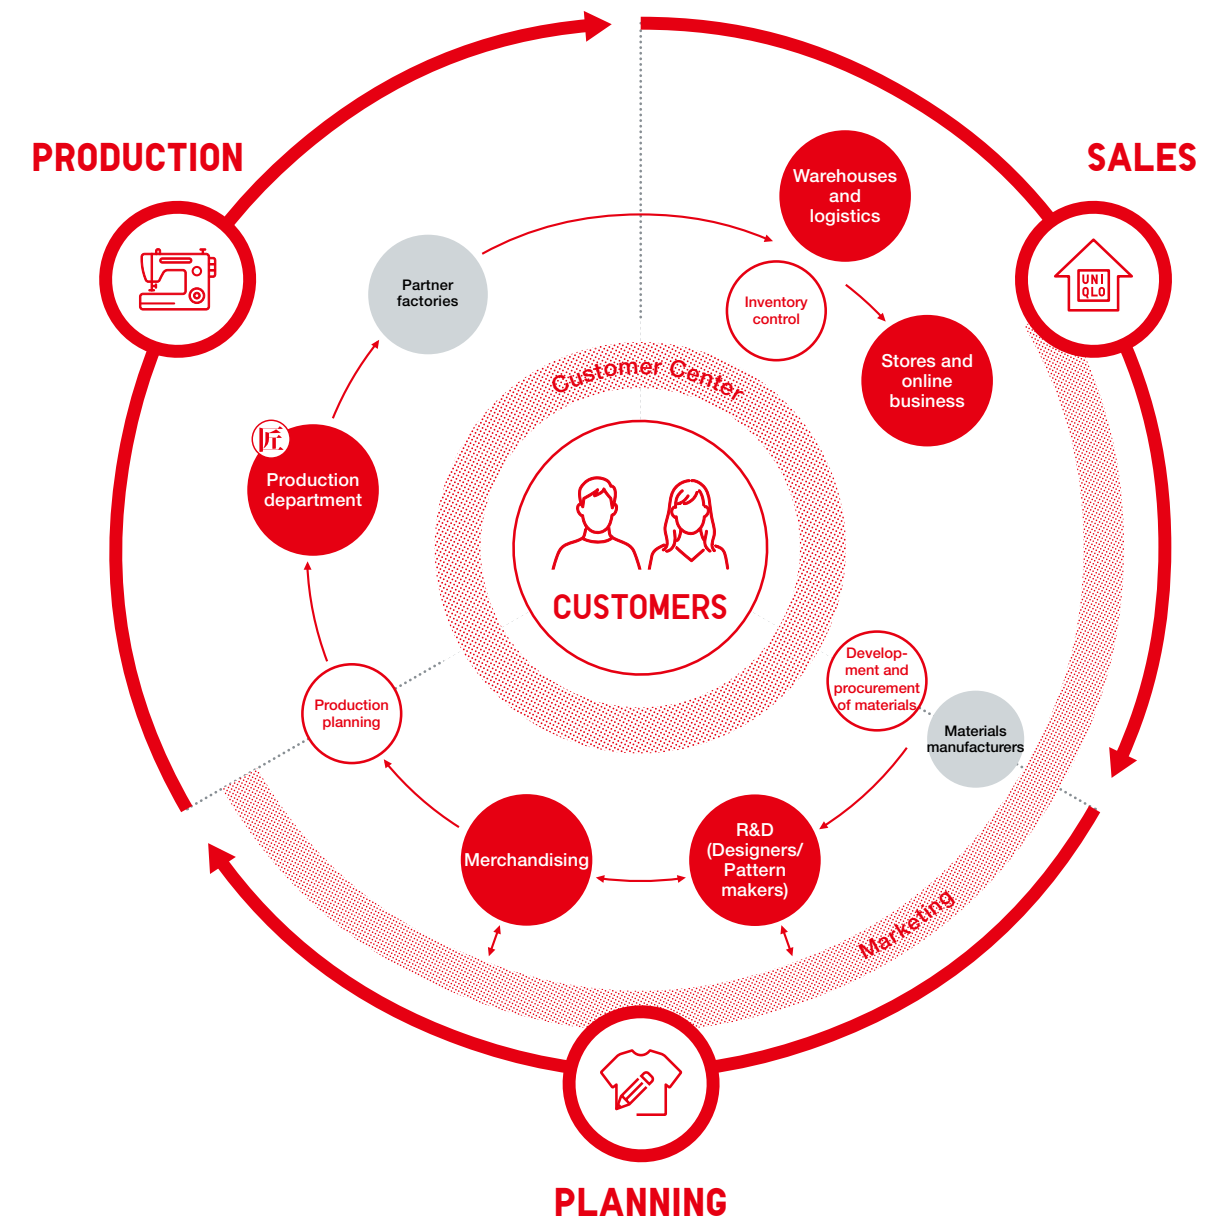 PRODUCTION
SALES
Warehouses
and
logistics
Partner
factories
UNI
QLO
Inventory
control
Stores and
online
business
Customer Center
匠
Production
department
CUSTOMERS
Develop-
ment and
procurement
of materials
Production
planning
Materials
manufacturers
Merchandising
R&D
(Designers/
Pattern
makers)
Marketing
PLANNING